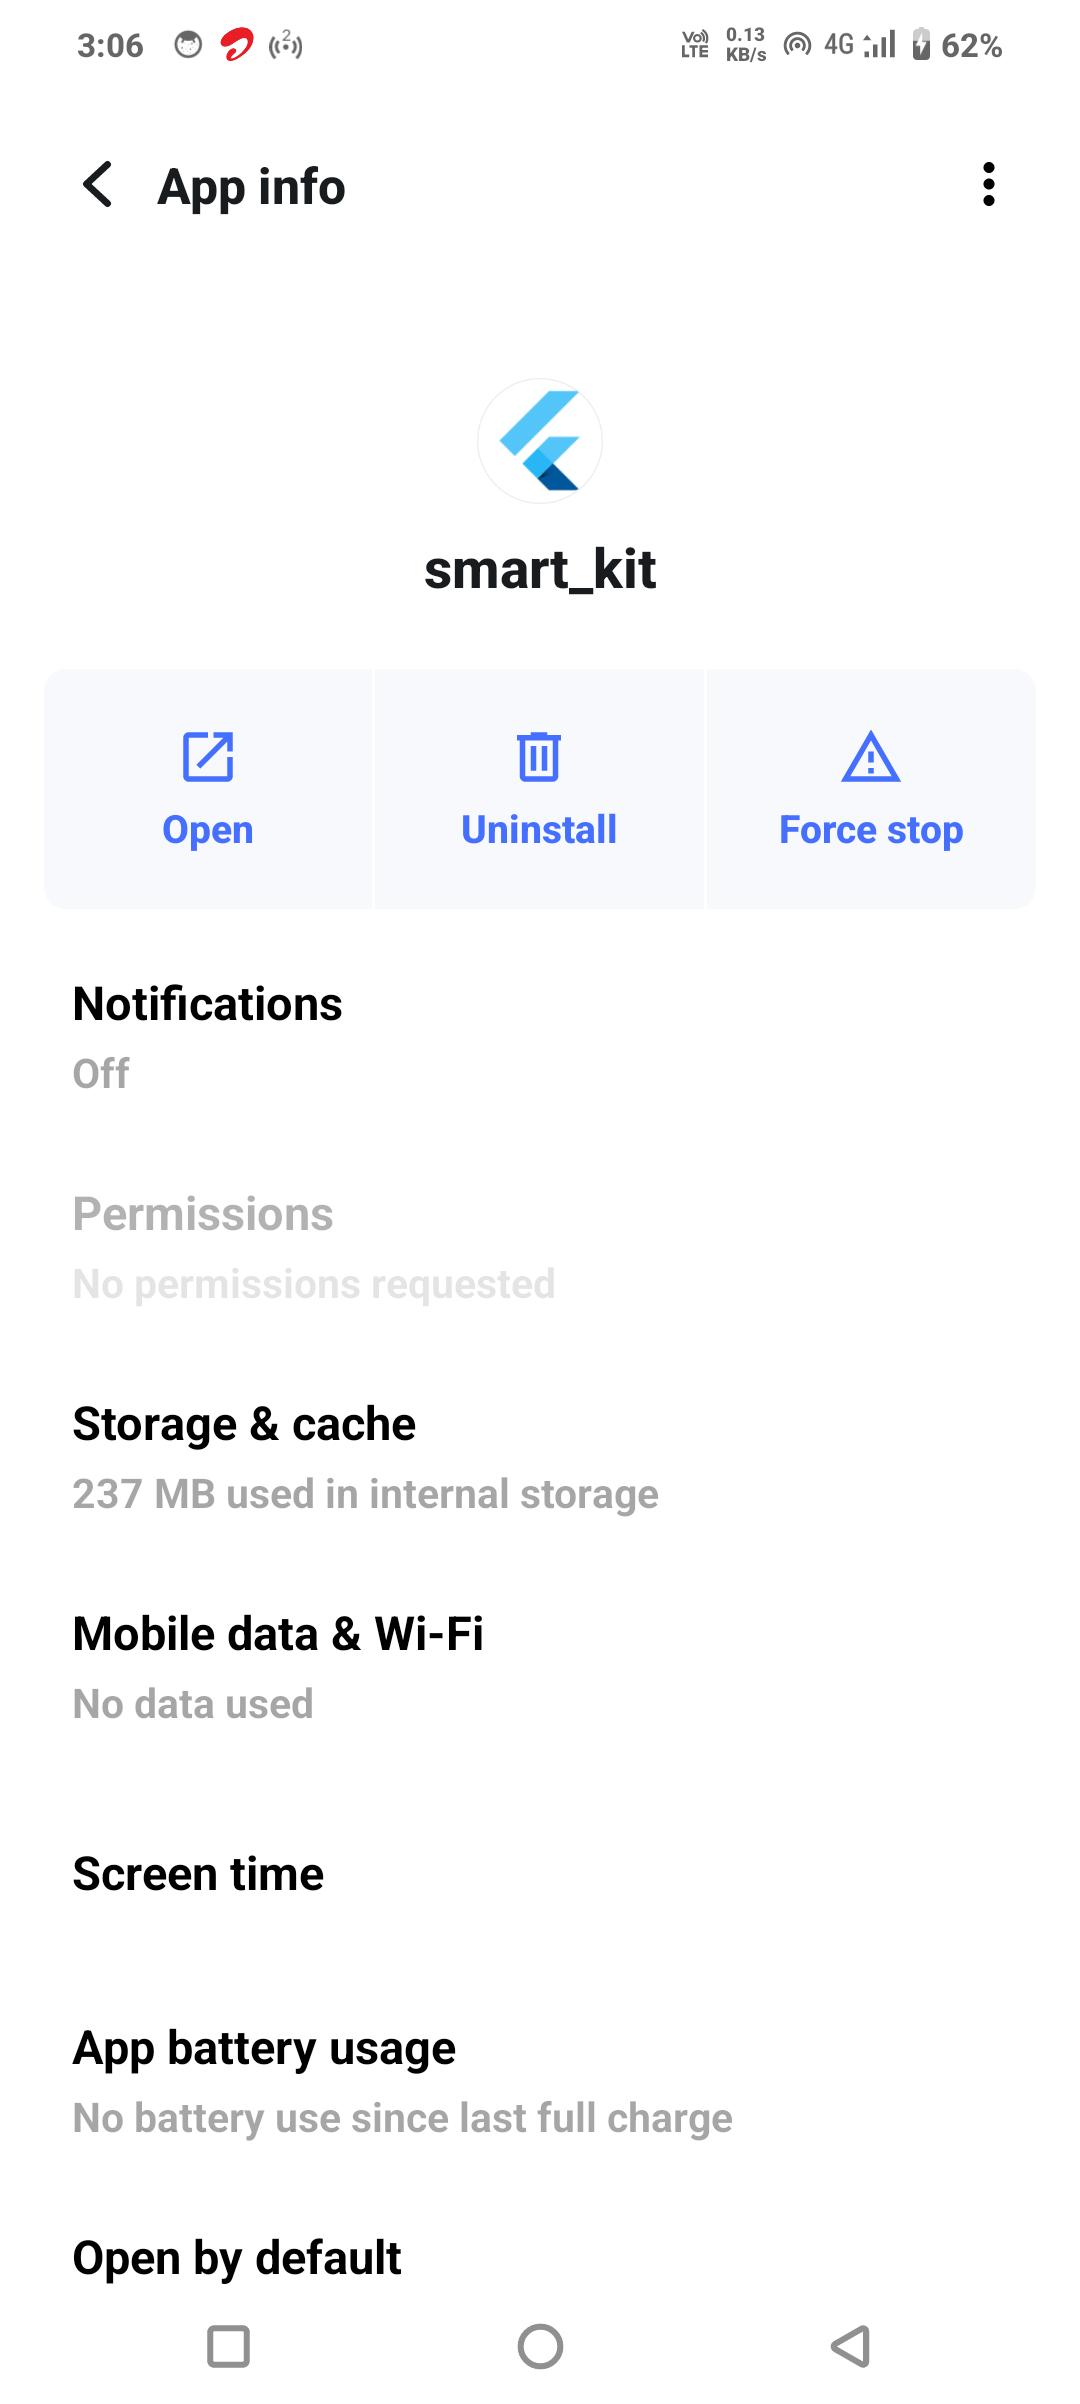 3:06 2 Vo) LTE 0.13 KB/s 4G 62%
App info
smart_kit
Open Uninstall Force stop
Notifications
Off
Permissions
No permissions requested
Storage & cache
237 MB used in internal storage
Mobile data & Wi-Fi
No data used
Screen time
App battery usage
No battery use since last full charge
Open by default